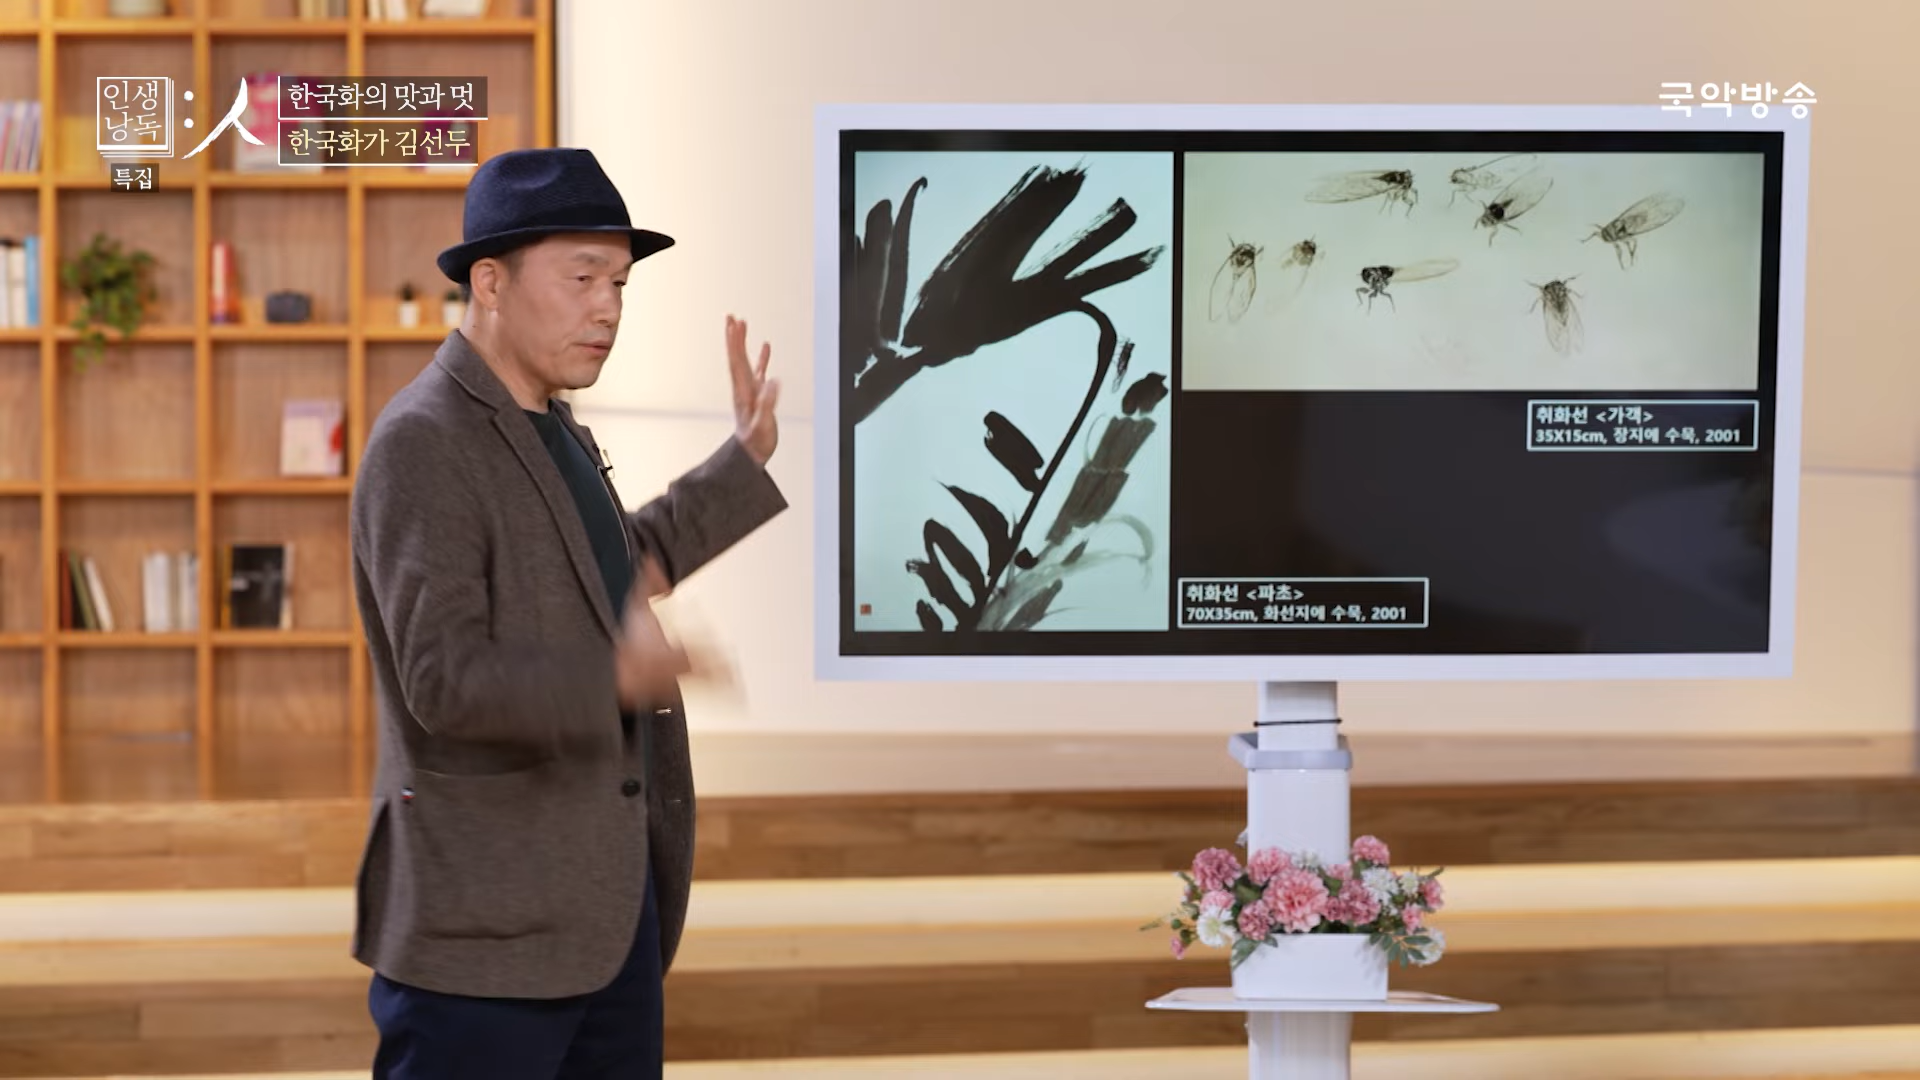 인생
낭독
:人
특집
한국화의 맛과 멋
한국화가 김선두
국악방송
취화선 <가객>
35X15cm, 장지에 수묵, 2001
취화선 <파초>
70X35cm, 화선지에 수묵, 2001